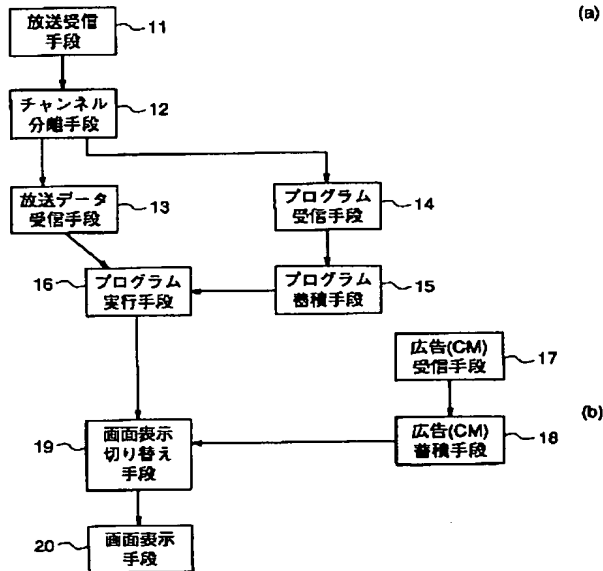 (a)
放送受信
手段
11
チャンネル
分離手段
12
放送データ
受信手段
13
プログラム
受信手段
14
16
プログラム
実行手段
プログラム
蓄積手段
15
広告(CM)
受信手段
17
(b)
19
画面表示
切り替え
手段
広告(CM)
蓄積手段
18
20
画面表示
手段